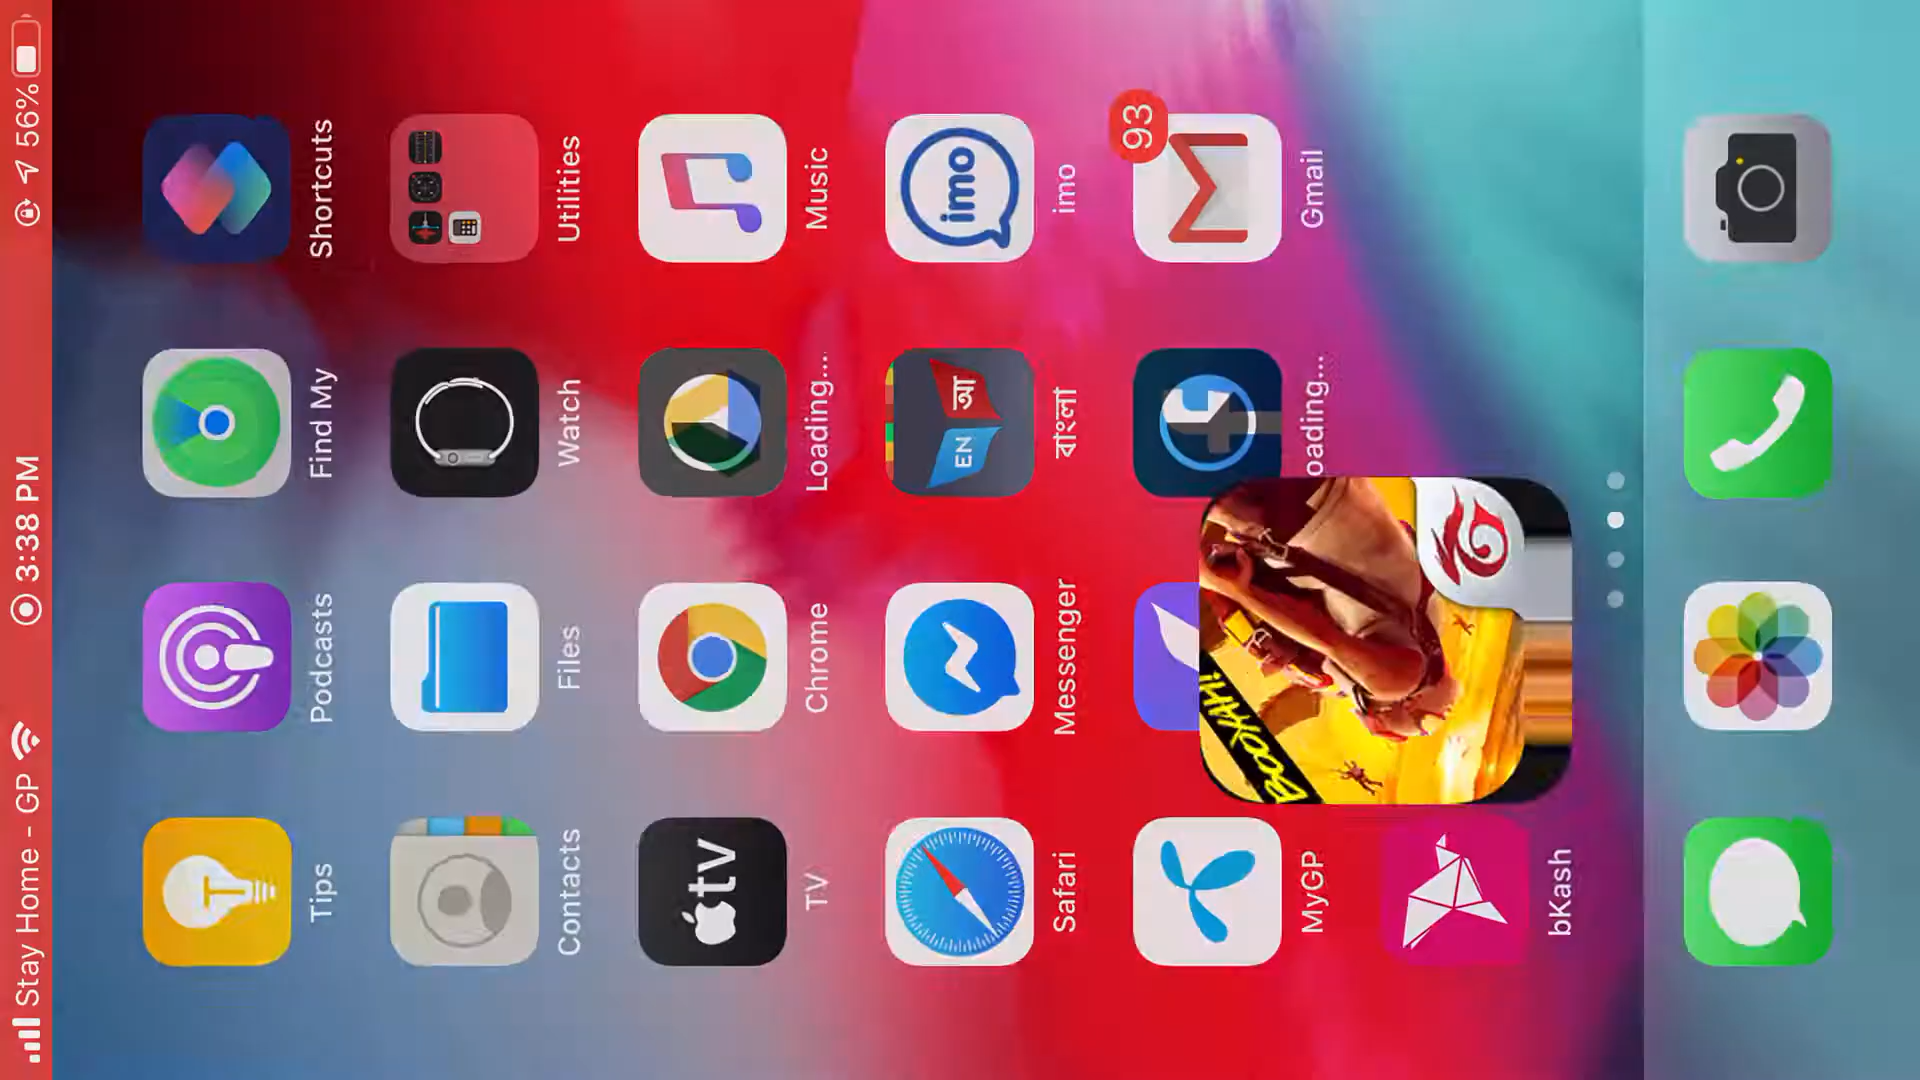 Stay Home - GP
3:38 PM
56%
Tips
Podcasts
Find My
Shortcuts
Contacts
Files
Watch
Utilities
tv
TV
Chrome
Loading...
Music
Safari
Messenger
EN আ
বাংলা
imo
imo
MyGP
oading...
93
Gmail
bKash
BOOYAH!